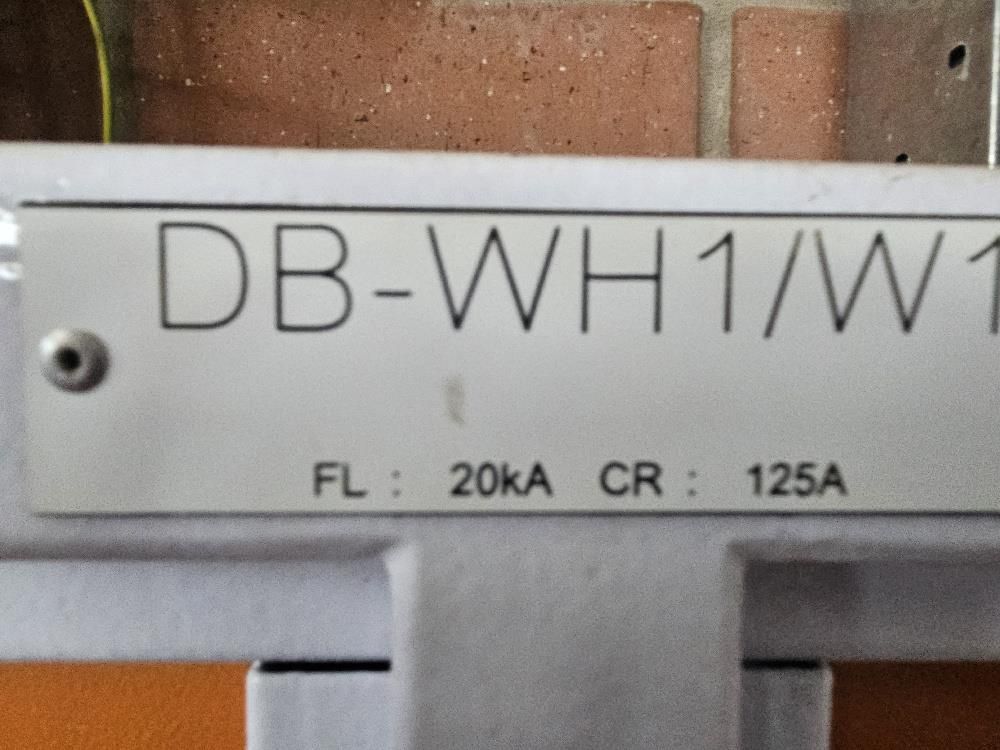 DB-WH1/W1
FL : 20kA CR : 125A